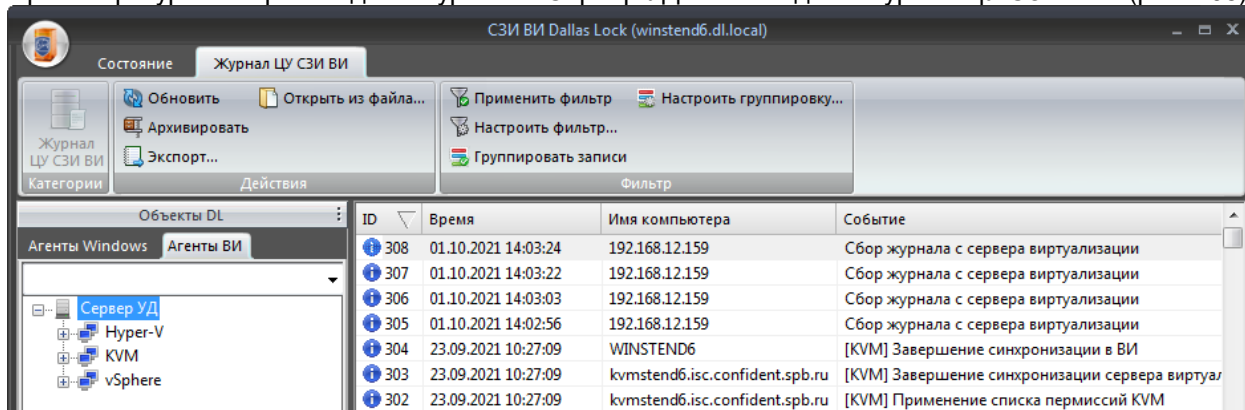 СЗИ ВИ Dallas Lock (winstend6.dl.local)
Состояние Журнал ЦУ СЗИ ВИ
Обновить Открыть из файла... Применить фильтр Настроить группировку...
Архивировать Настроить фильтр...
Журнал ЦУ СЗИ ВИ Экспорт... Группировать записи
Категории Действия Фильтр
Объекты DL
Агенты Windows Агенты ВИ
Сервер УД
Hyper-V
KVM
vSphere
ID Время Имя компьютера Событие
308 01.10.2021 14:03:24 192.168.12.159 Сбор журнала с сервера виртуализации
307 01.10.2021 14:03:22 192.168.12.159 Сбор журнала с сервера виртуализации
306 01.10.2021 14:03:03 192.168.12.159 Сбор журнала с сервера виртуализации
305 01.10.2021 14:02:56 192.168.12.159 Сбор журнала с сервера виртуализации
304 23.09.2021 10:27:09 WINSTEND6 [KVM] Завершение синхронизации в ВИ
303 23.09.2021 10:27:09 kvmstend6.isc.confident.spb.ru [KVM] Завершение синхронизации сервера виртуал
302 23.09.2021 10:27:09 kvmstend6.isc.confident.spb.ru [KVM] Применение списка пермиссий KVM